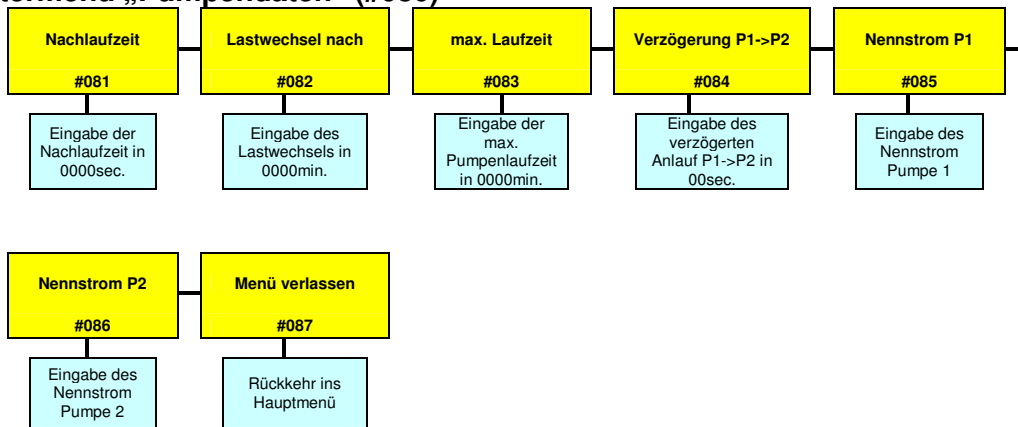 „Pumpendaten“ (#080)
Nachlaufzeit
#081
Eingabe der
Nachlaufzeit in
0000sec.
Lastwechsel nach
#082
Eingabe des
Lastwechsels in
0000min.
max. Laufzeit
#083
Eingabe der
max.
Pumpenlaufzeit
in 0000min.
Verzögerung P1->P2
#084
Eingabe des
verzögerten
Anlauf P1->P2 in
00sec.
Nennstrom P1
#085
Eingabe des
Nennstrom
Pumpe 1
Nennstrom P2
#086
Eingabe des
Nennstrom
Pumpe 2
Menü verlassen
#087
Rückkehr ins
Hauptmenü